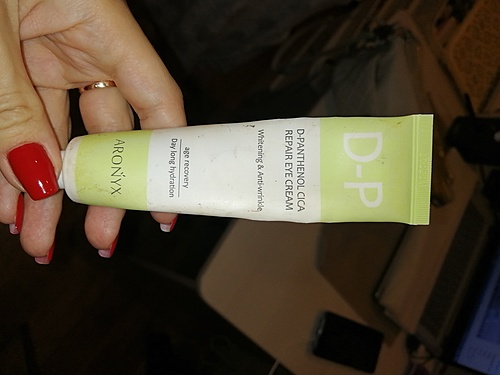 D-P
D-PANTHENOL CICA
REPAIR EYE CREAM
Whitening & Anti-wrinkle
age recovery
Day long hydration
ARONYX